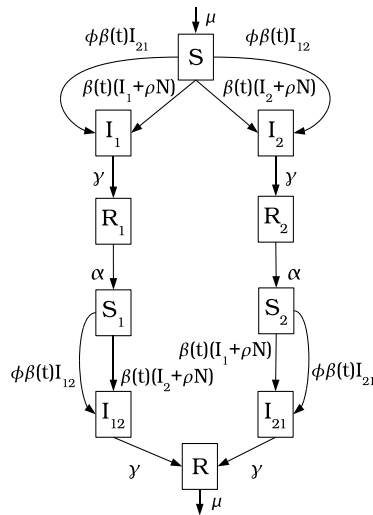 μ
ϕβ(t)I₂₁ ϕβ(t)I₁₂
S
β(t)(I₁+ρN) β(t)(I₂+ρN)
I₁ I₂
γ γ
R₁ R₂
α α
S₁ S₂
β(t)(I₁+ρN)
ϕβ(t)I₁₂ β(t)(I₂+ρN) ϕβ(t)I₂₁
I₁₂ I₂₁
γ R γ
μ